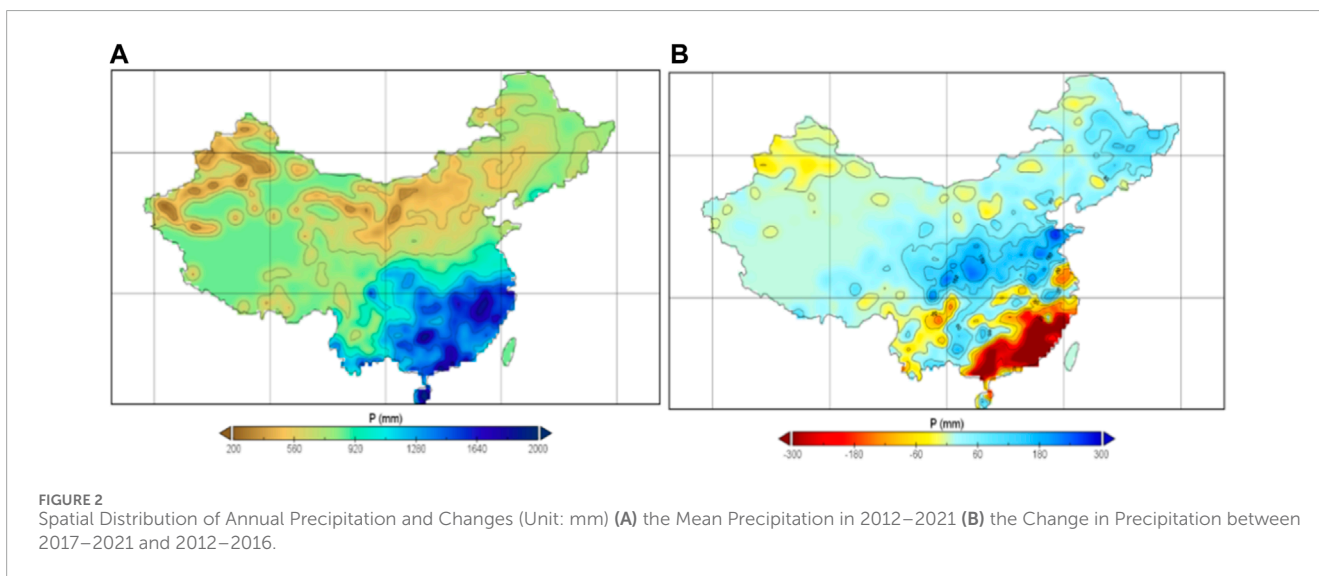 A
B
P (mm)
200 560 920 1280 1640 2000
P (mm)
-300 -180 -60 60 180 300
FIGURE 2
Spatial Distribution of Annual Precipitation and Changes (Unit: mm) (A) the Mean Precipitation in 2012–2021 (B) the Change in Precipitation between
2017–2021 and 2012–2016.